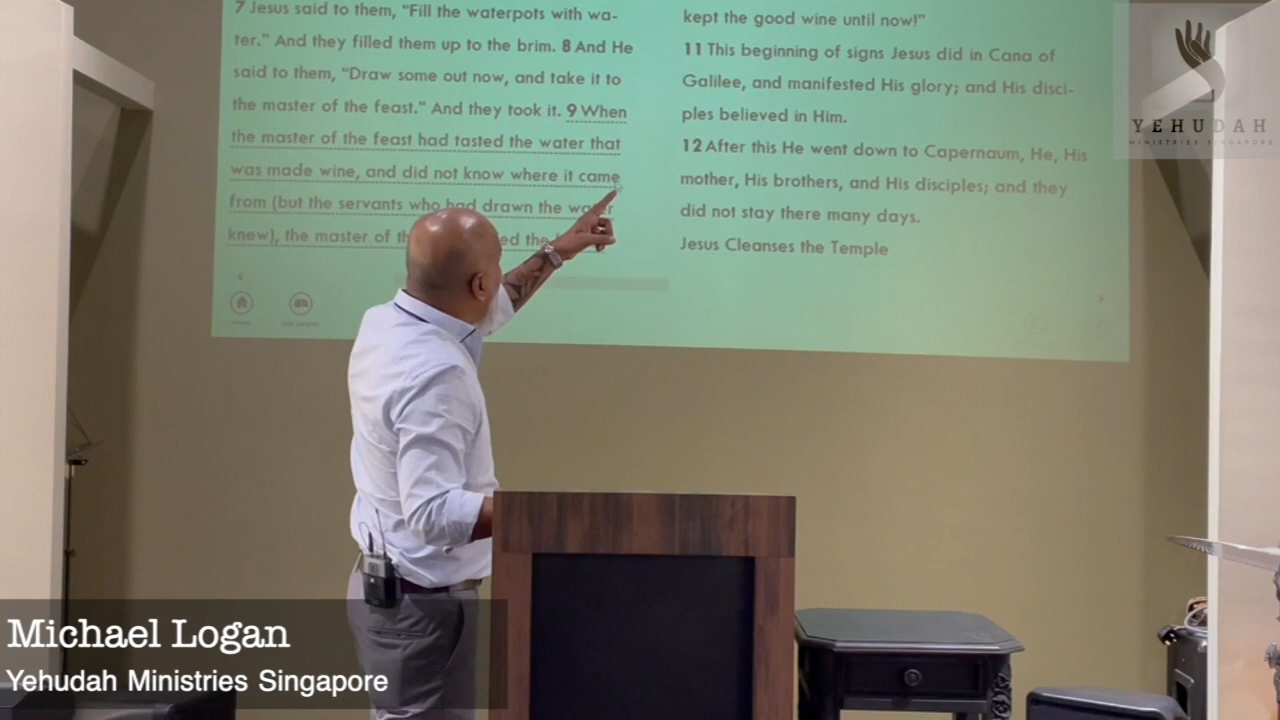 7 Jesus said to them, “Fill the waterpots with wa-
ter.” And they filled them up to the brim. 8 And He
said to them, “Draw some out now, and take it to
the master of the feast.” And they took it. 9 When
the master of the feast had tasted the water that
was made wine, and did not know where it came
from (but the servants who had drawn the water
knew), the master of
kept the good wine until now!”
11 This beginning of signs Jesus did in Cana of
Galilee, and manifested His glory; and His disci-
ples believed in Him.
12 After this He went down to Capernaum, He, His
mother, His brothers, and His disciples; and they
did not stay there many days.
Jesus Cleanses the Temple
YEHUDAH
MINISTRIES SINGAPORE
Michael Logan
Yehudah Ministries Singapore